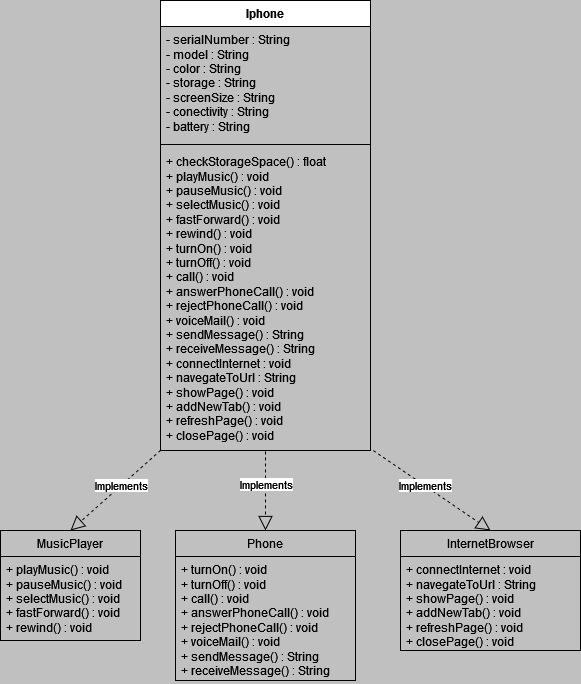 Iphone
- serialNumber : String
- model : String
- color : String
- storage : String
- screenSize : String
- conectivity : String
- battery : String
+ checkStorageSpace() : float
+ playMusic() : void
+ pauseMusic() : void
+ selectMusic() : void
+ fastForward() : void
+ rewind() : void
+ turnOn() : void
+ turnOff() : void
+ call() : void
+ answerPhoneCall() : void
+ rejectPhoneCall() : void
+ voiceMail() : void
+ sendMessage() : String
+ receiveMessage() : String
+ connectInternet : void
+ navegateToUrl : String
+ showPage() : void
+ addNewTab() : void
+ refreshPage() : void
+ closePage() : void
Implements
Implements
Implements
MusicPlayer
+ playMusic() : void
+ pauseMusic() : void
+ selectMusic() : void
+ fastForward() : void
+ rewind() : void
Phone
+ turnOn() : void
+ turnOff() : void
+ call() : void
+ answerPhoneCall() : void
+ rejectPhoneCall() : void
+ voiceMail() : void
+ sendMessage() : String
+ receiveMessage() : String
InternetBrowser
+ connectInternet : void
+ navegateToUrl : String
+ showPage() : void
+ addNewTab() : void
+ refreshPage() : void
+ closePage() : void